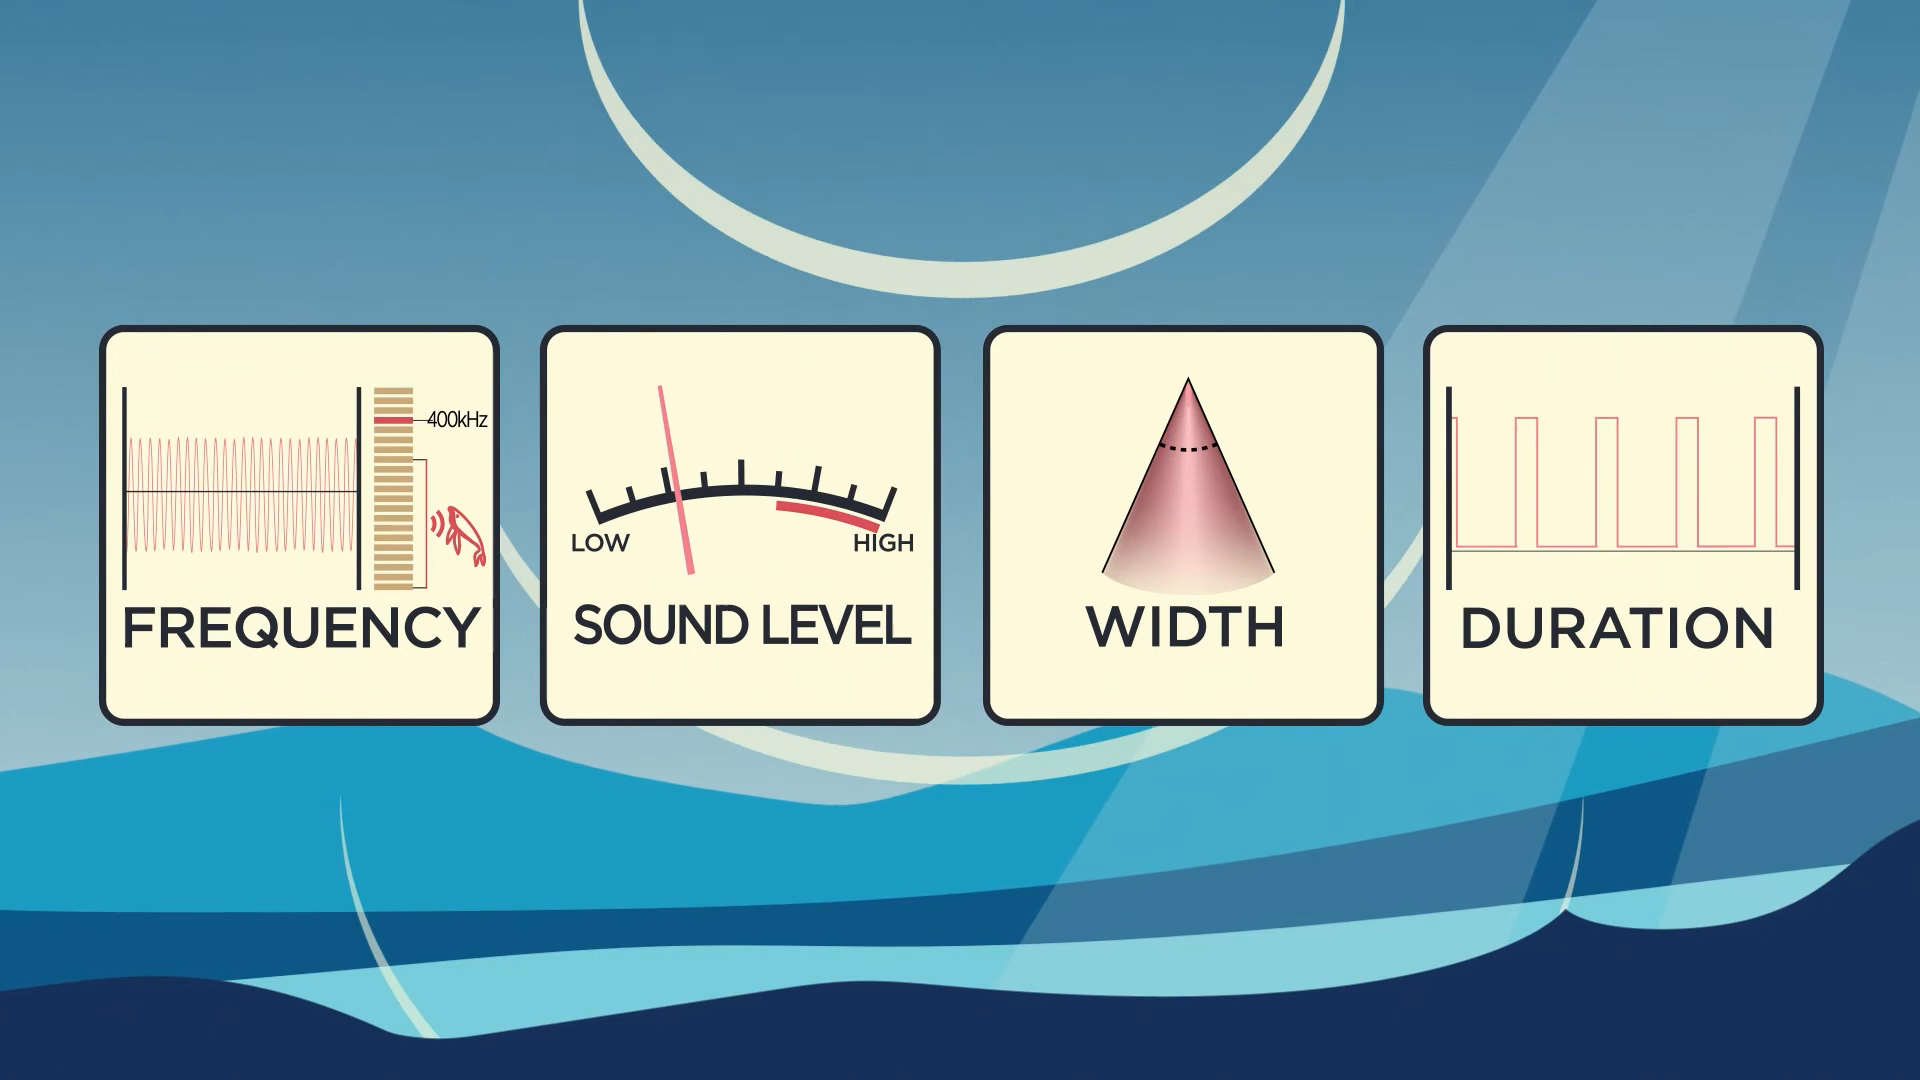 400kHz
FREQUENCY
LOW
HIGH
SOUND LEVEL
WIDTH
DURATION